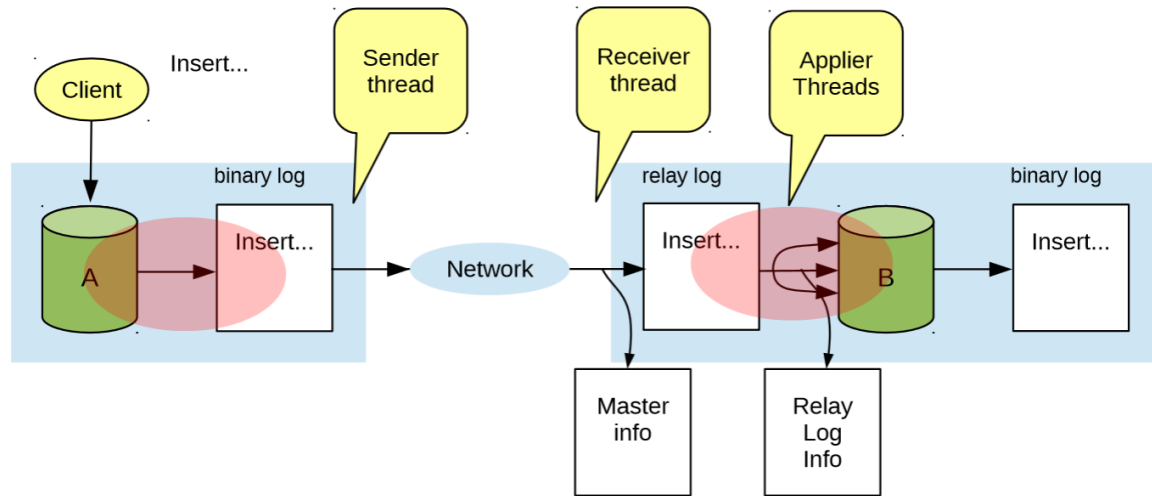 Client
Insert...
Sender
thread
Receiver
thread
Applier
Threads
binary log
relay log
binary log
A
Insert...
Network
Insert...
B
Insert...
Master
info
Relay
Log
Info